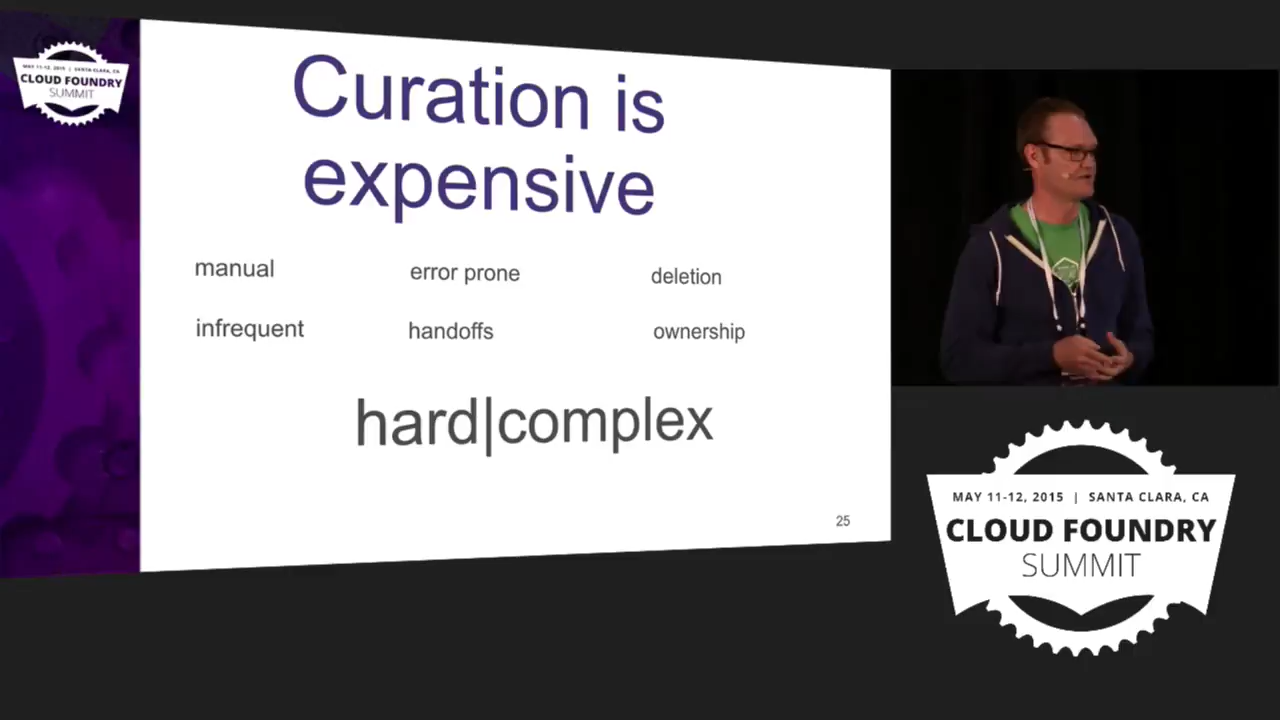 MAY 11-12, 2015 | SANTA CLARA, CA
CLOUD FOUNDRY
SUMMIT
Curation is
expensive
manual error prone deletion
infrequent handoffs ownership
hard|complex
25
MAY 11-12, 2015 | SANTA CLARA, CA
CLOUD FOUNDRY
SUMMIT